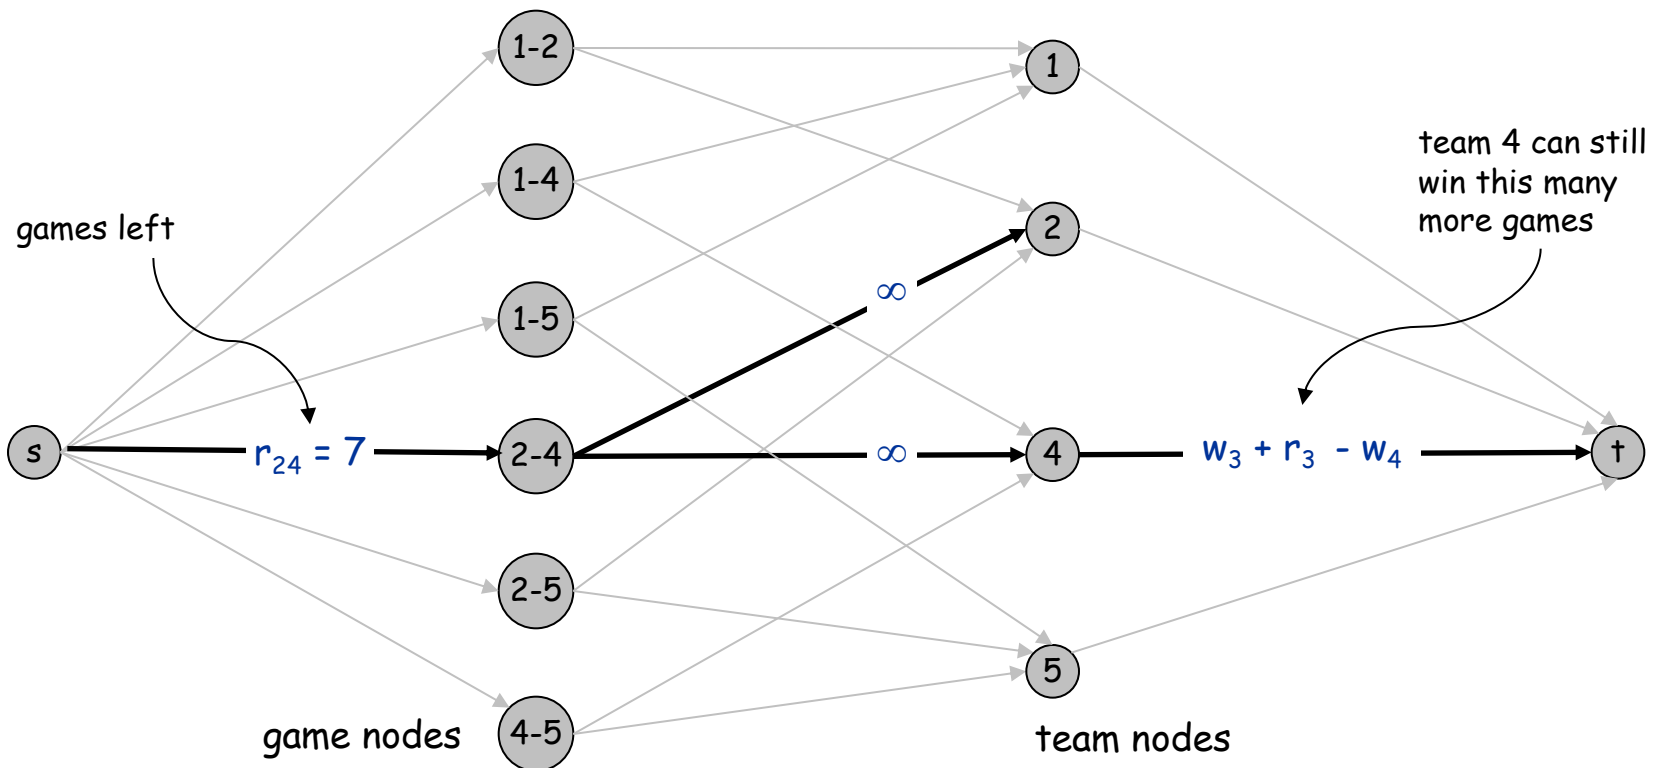 1-2
1
team 4 can still
win this many
more games
1-4
games left
2
∞
1-5
s
r24 = 7
2-4
∞
4
w3 + r3 - w4
t
2-5
5
game nodes
4-5
team nodes